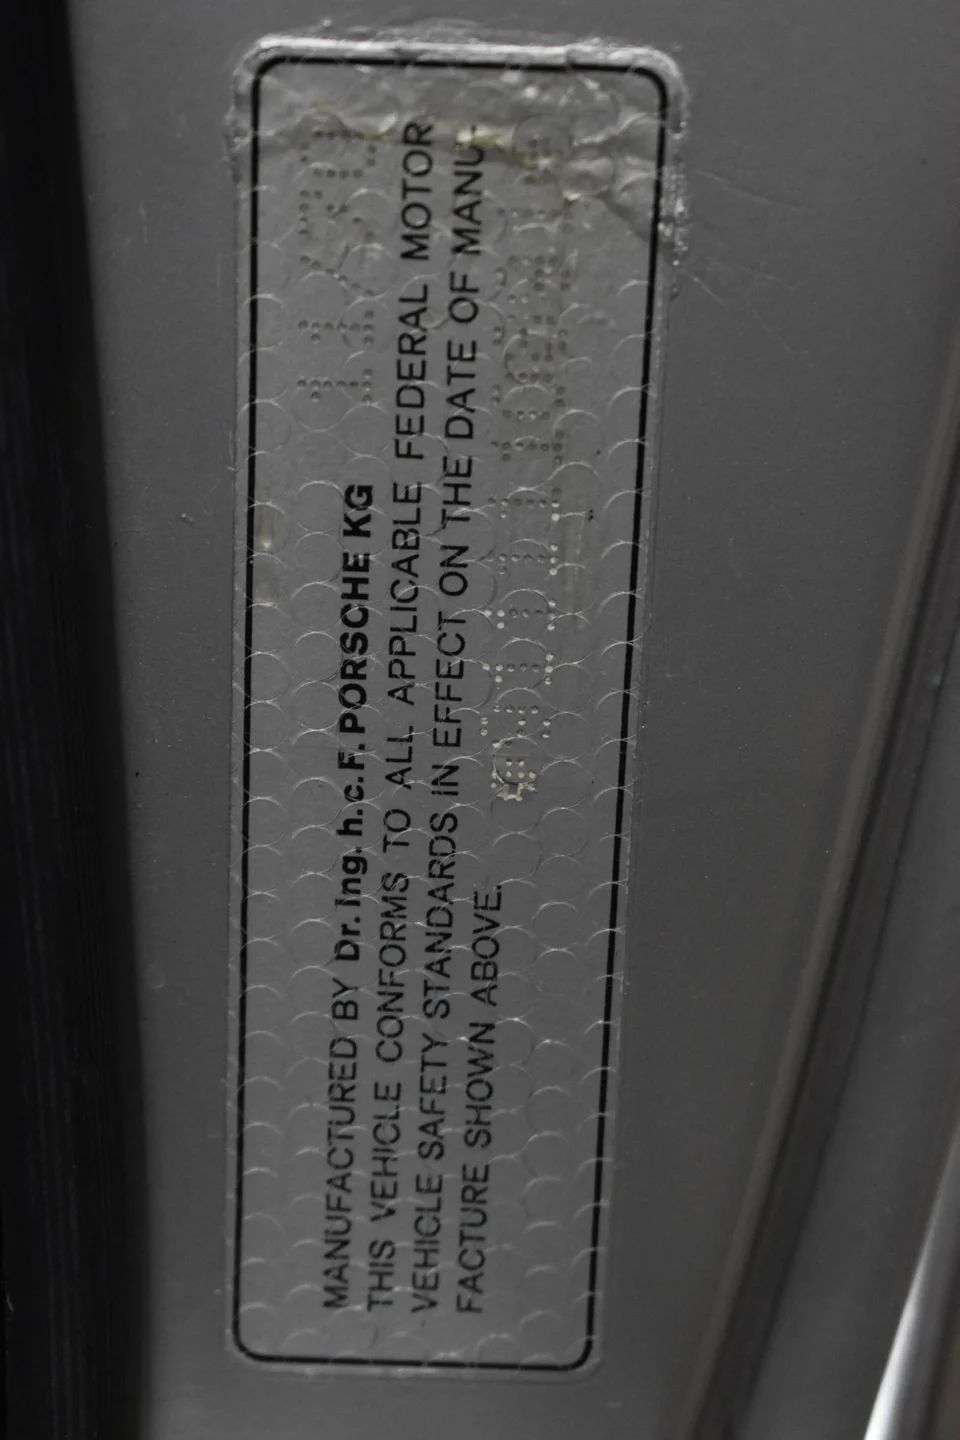 MANUFACTURED BY Dr. Ing. h. c. F. PORSCHE KG
THIS VEHICLE CONFORMS TO ALL APPLICABLE FEDERAL MOTOR
VEHICLE SAFETY STANDARDS IN EFFECT ON THE DATE OF MANU-
FACTURE SHOWN ABOVE.